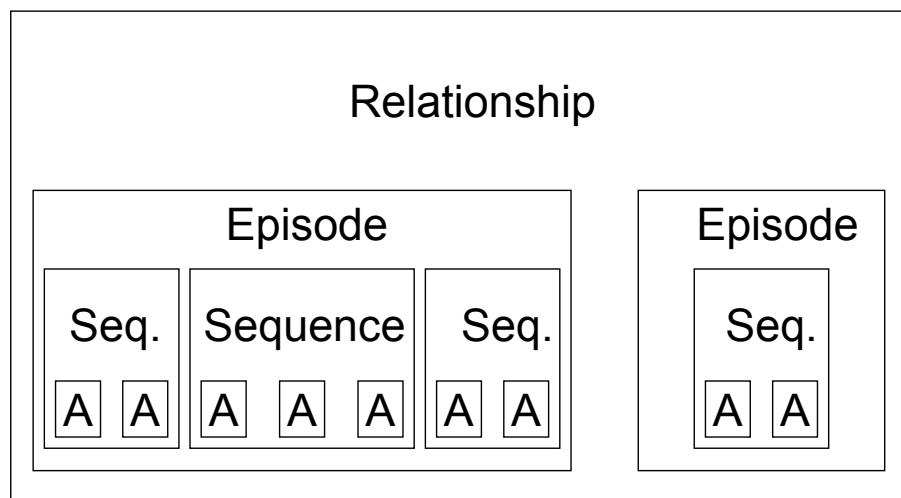 Relationship
Episode Episode
Seq. Sequence Seq. Seq.
A A A A A A A A A